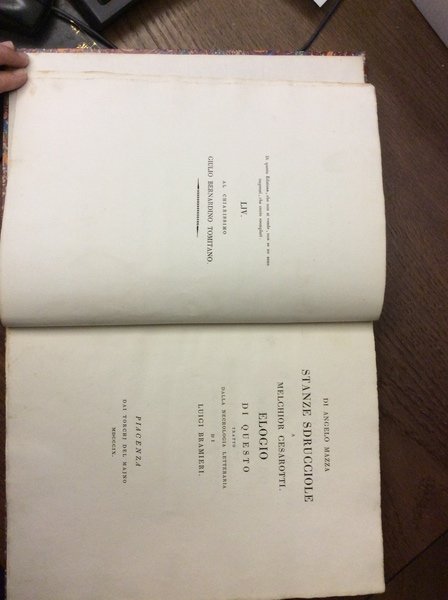 Di questa Edizione, che non si vende, non se ne sono
impressi, che cento esemplari
LIV.
AL CHIARISSIMO
GIULIO BERNARDINO TOMITANO.
DI ANGELO MAZZA
STANZE SDRUCCIOLE
A
MELCHIOR CESAROTTI.
ELOGIO
DI QUESTO
TRATTO
DALLA NECROLOGIA LETTERARIA
DI
LUIGI BRAMIERI.
PIACENZA
DAI TORCHI DEL MAINO
MDCCCIX.